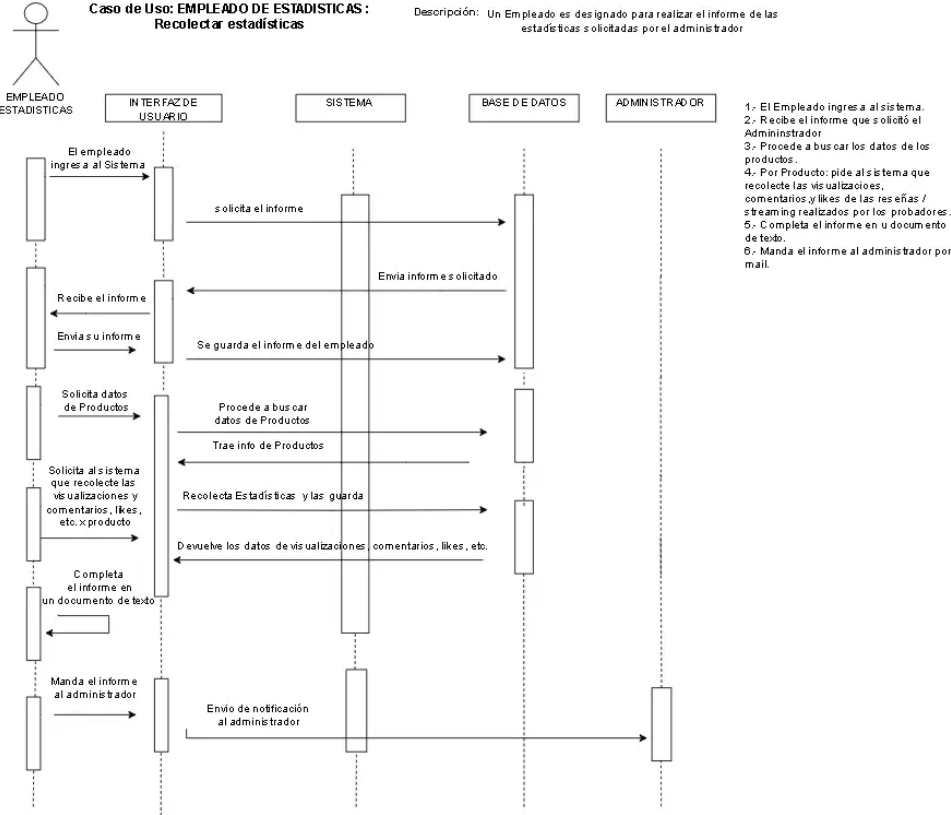 Caso de Uso: EMPLEADO DE ESTADISTICAS :
Recolectar estadísticas
Descripción: Un Empleado es designado para realizar el informe de las
estadísticas solicitadas por el administrador
EMPLEADO
ESTADISTICAS
INTERFAZ DE
USUARIO
SISTEMA
BASE DE DATOS
ADMINISTRADOR
1.- El Empleado ingresa al sistema.
2.- Recibe el informe que solicitó el
Admininstrador
3.- Procede a buscar los datos de los
productos.
4.- Por Producto: pide al sistema que
recolecte las visualizacioes,
comentarios,y likes de las reseñas /
streaming realizados por los probadores.
5.- Completa el informe en u documento
de texto.
6.- Manda el informe al administrador por
mail.
El empleado
ingresa al Sistema
solicita el informe
Envia informe solicitado
Recibe el informe
Envia su informe
Se guarda el informe del empleado
Solicita datos
de Productos
Procede a buscar
datos de Productos
Trae info de Productos
Solicita al sistema
que recolecte las
visualizaciones y
comentarios, likes,
etc. x producto
Recolecta Estadísticas y las guarda
Devuelve los datos de visualizaciones, comentarios, likes, etc.
Completa
el informe en
un documento de texto
Manda el informe
al administrador
Envio de notificación
al administrador